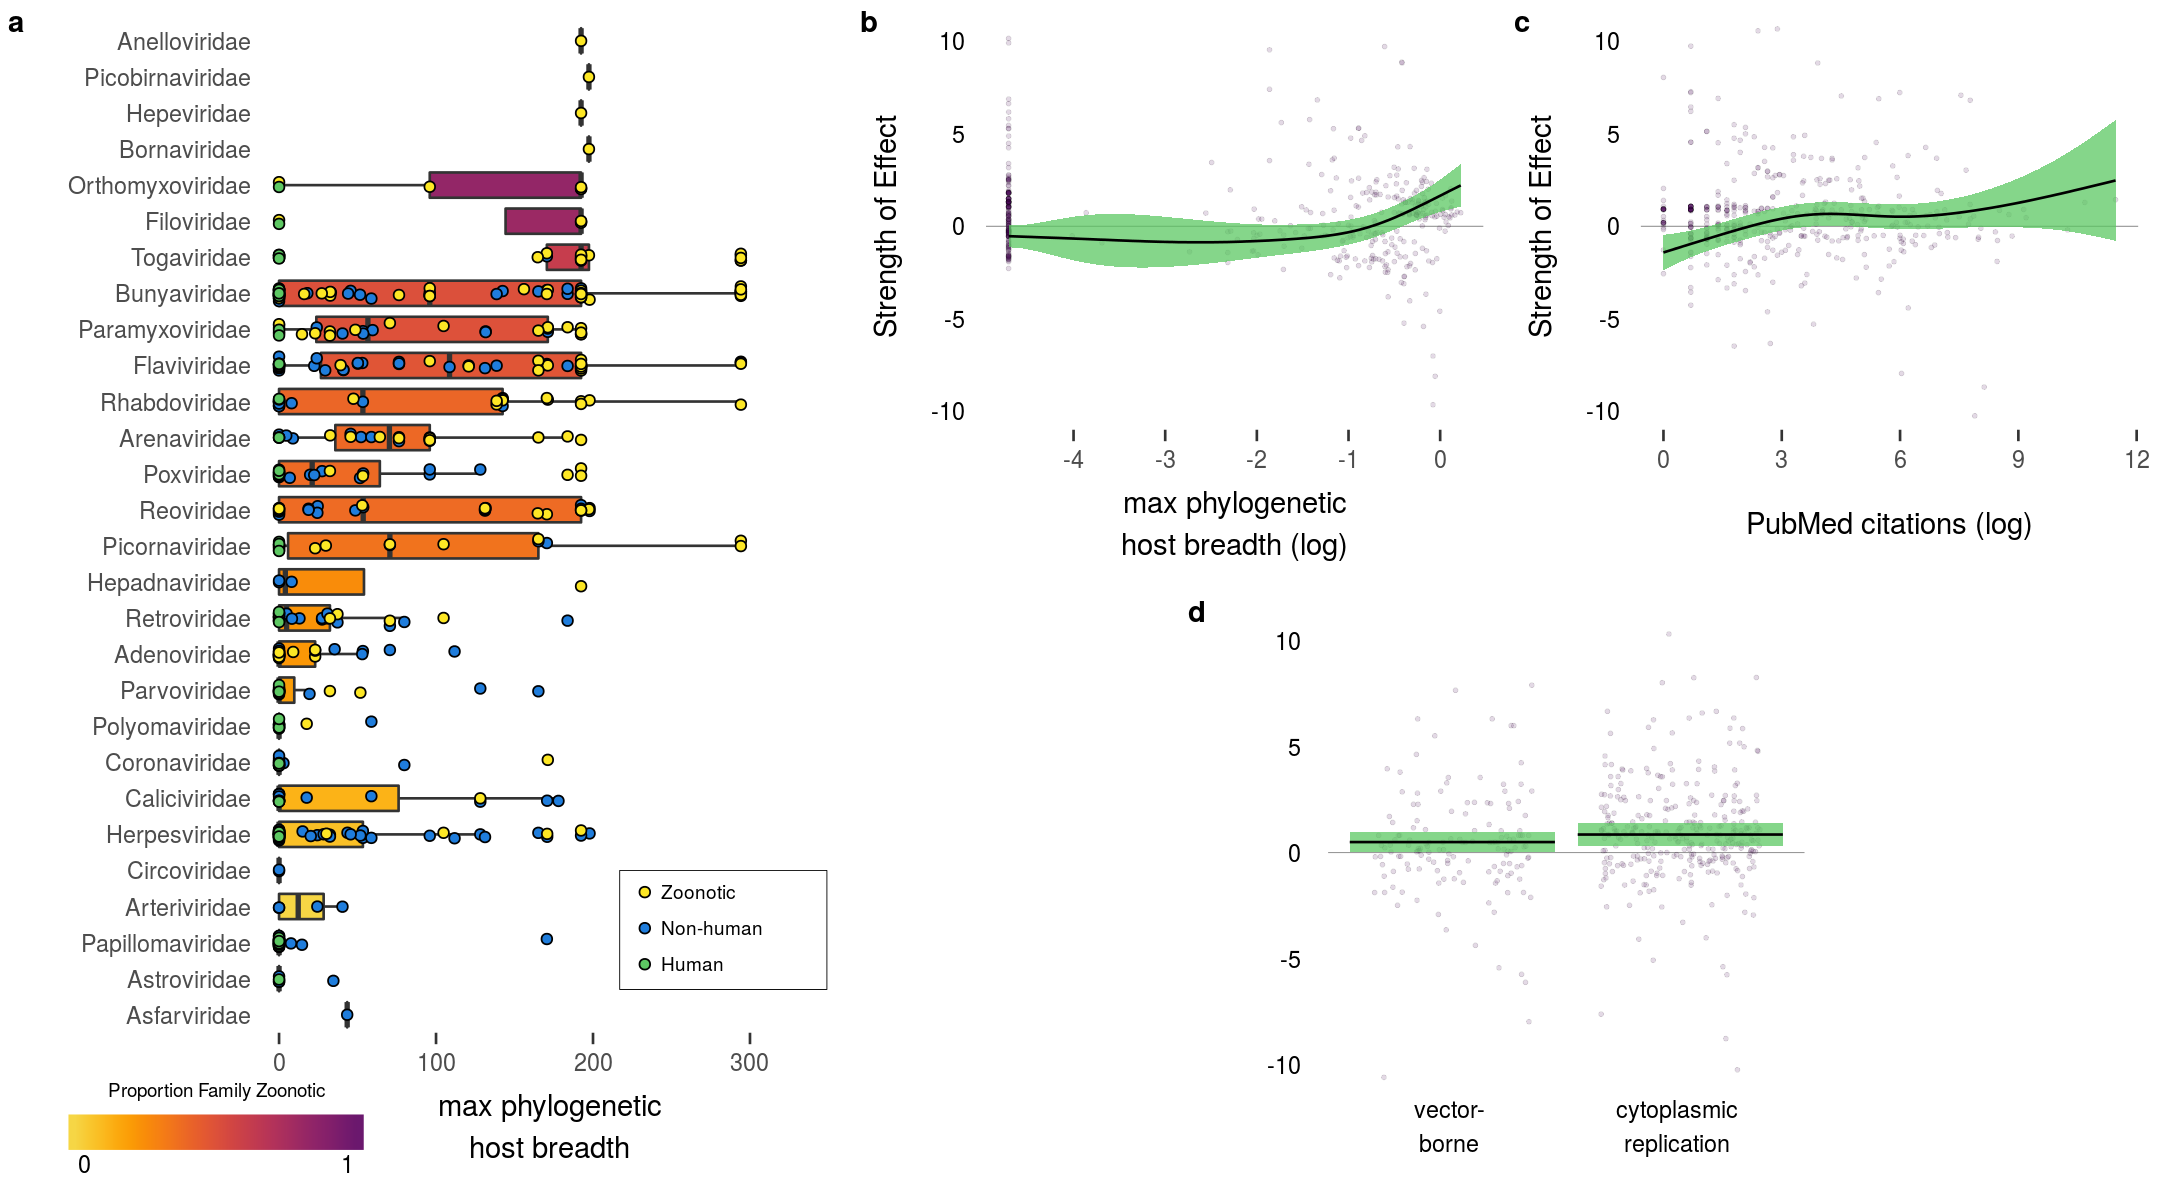 a
Anelloviridae
Picobirnaviridae
Hepeviridae
Bornaviridae
Orthomyxoviridae
Filoviridae
Togaviridae
Bunyaviridae
Paramyxoviridae
Flaviviridae
Rhabdoviridae
Arenaviridae
Poxviridae
Reoviridae
Picornaviridae
Hepadnaviridae
Retroviridae
Adenoviridae
Parvoviridae
Polyomaviridae
Coronaviridae
Caliciviridae
Herpesviridae
Circoviridae
Arteriviridae
Papillomaviridae
Astroviridae
Asfarviridae
0 100 200 300
max phylogenetic
host breadth
Zoonotic
Non-human
Human
Proportion Family Zoonotic
0 1
b
Strength of Effect
10
5
0
-5
-10
-4 -3 -2 -1 0
max phylogenetic
host breadth (log)
c
Strength of Effect
10
5
0
-5
-10
0 3 6 9 12
PubMed citations (log)
d
10
5
0
-5
-10
vector-
borne
cytoplasmic
replication